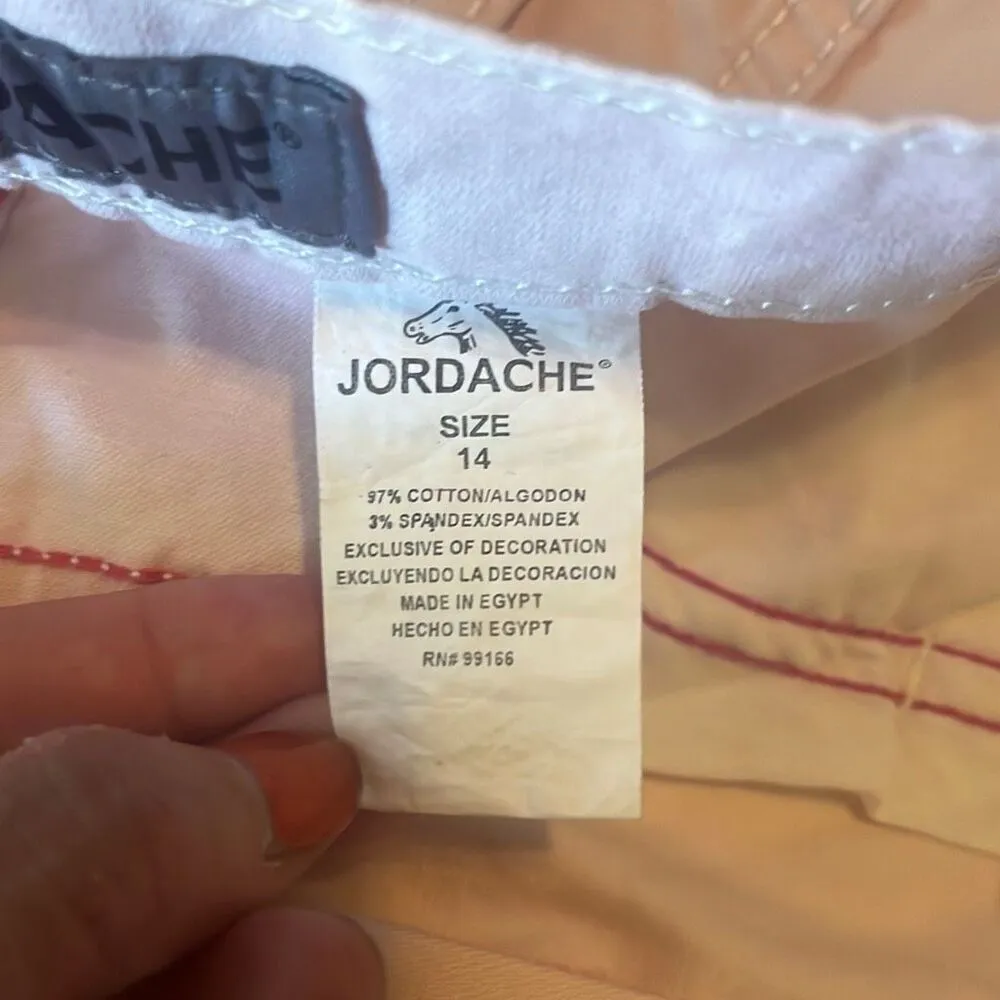 ACHE®
JORDACHE®
SIZE
14
97% COTTON/ALGODON
3% SPANDEX/SPANDEX
EXCLUSIVE OF DECORATION
EXCLUYENDO LA DECORACION
MADE IN EGYPT
HECHO EN EGYPT
RN# 99166